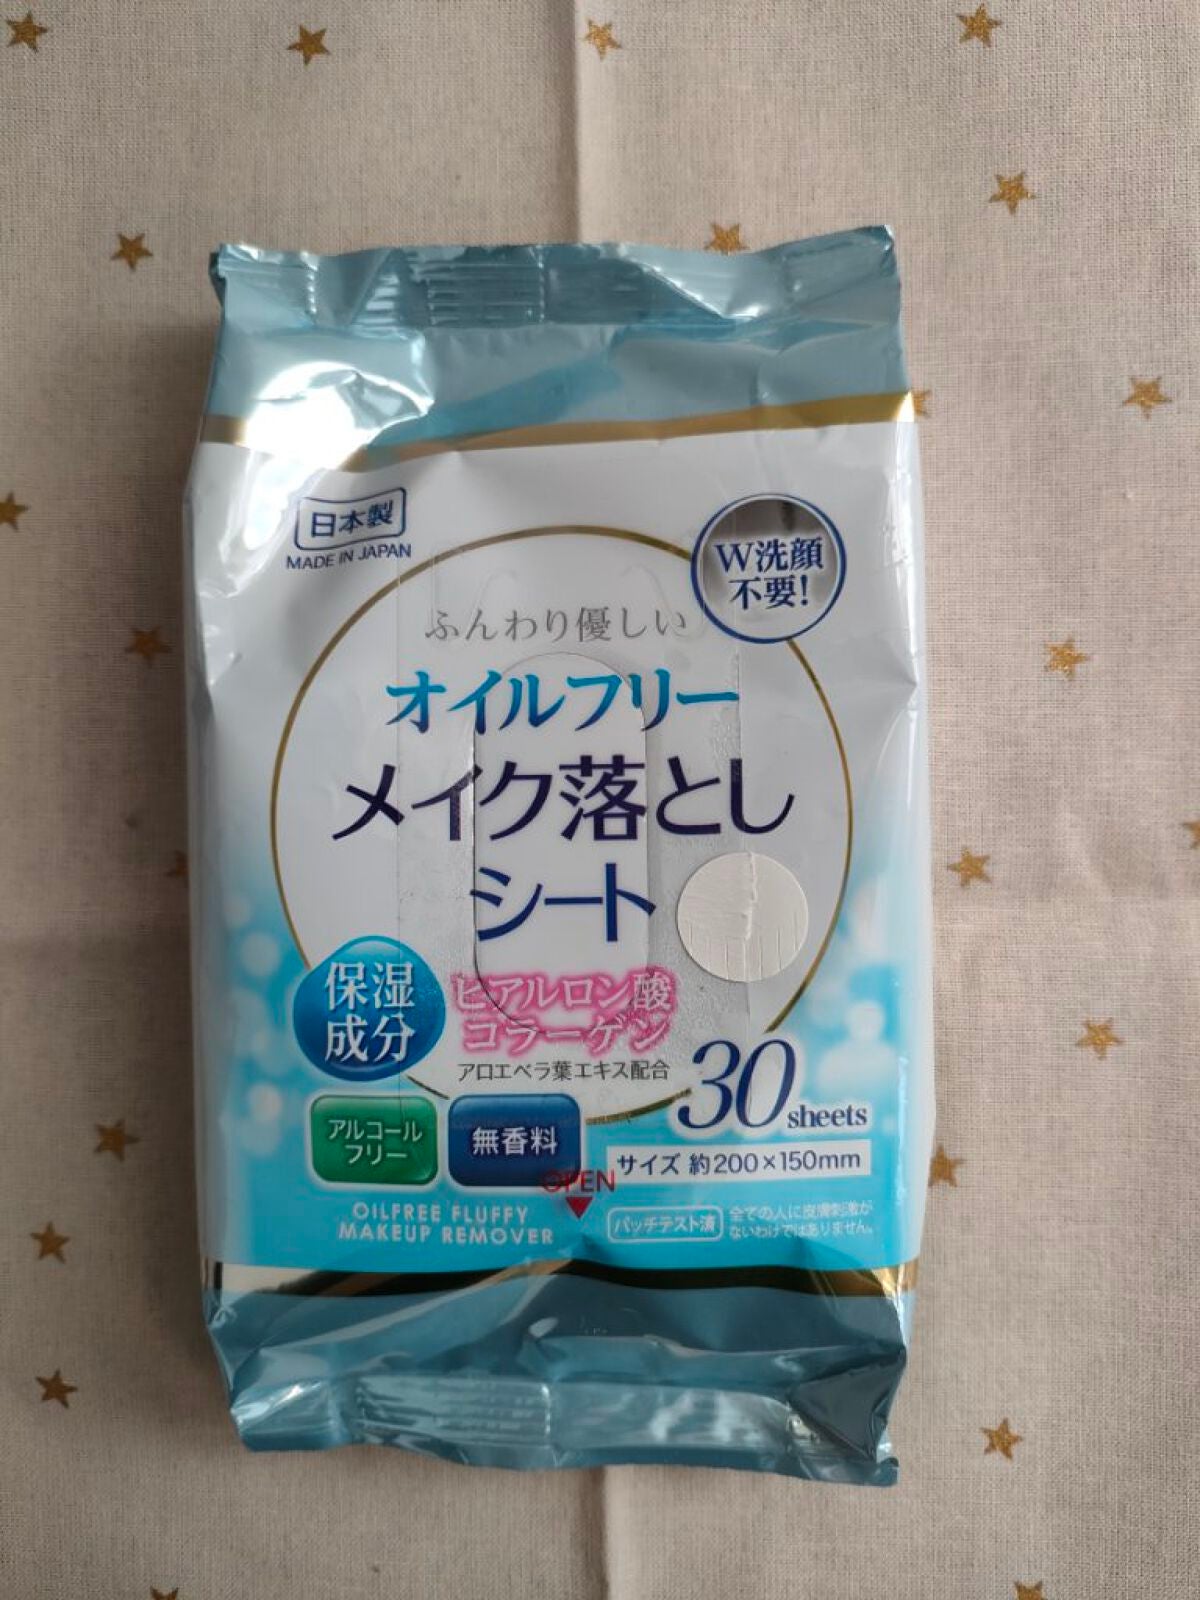 日本製
MADE IN JAPAN
W洗顔
不要!
ふんわり優しい
オイルフリー
メイク落とし
シート
保湿
成分
ヒアルロン酸
コラーゲン
アロエベラ葉エキス配合
30 sheets
アルコール
フリー
無香料
サイズ 約200×150mm
OPEN
OILFREE FLUFFY
MAKEUP REMOVER
パッチテスト済
全ての人に皮膚刺激が
ないわけではありません。